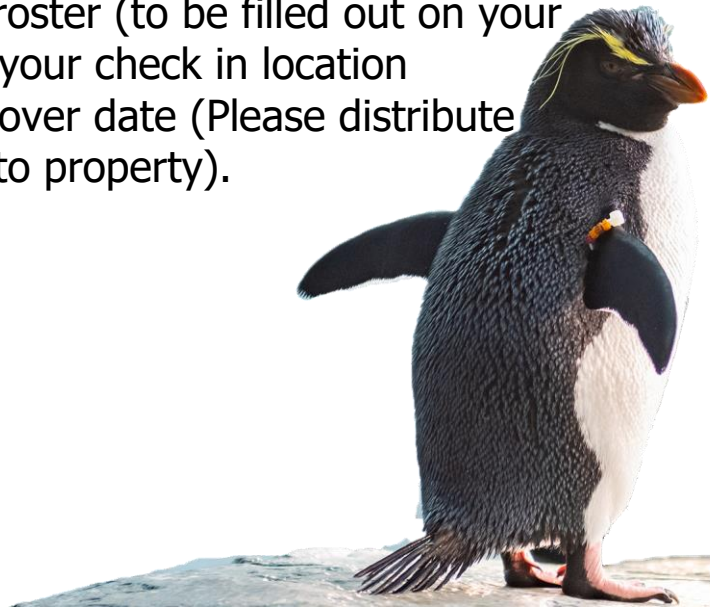 roster (to be filled out on your
your check in location
over date (Please distribute
to property).